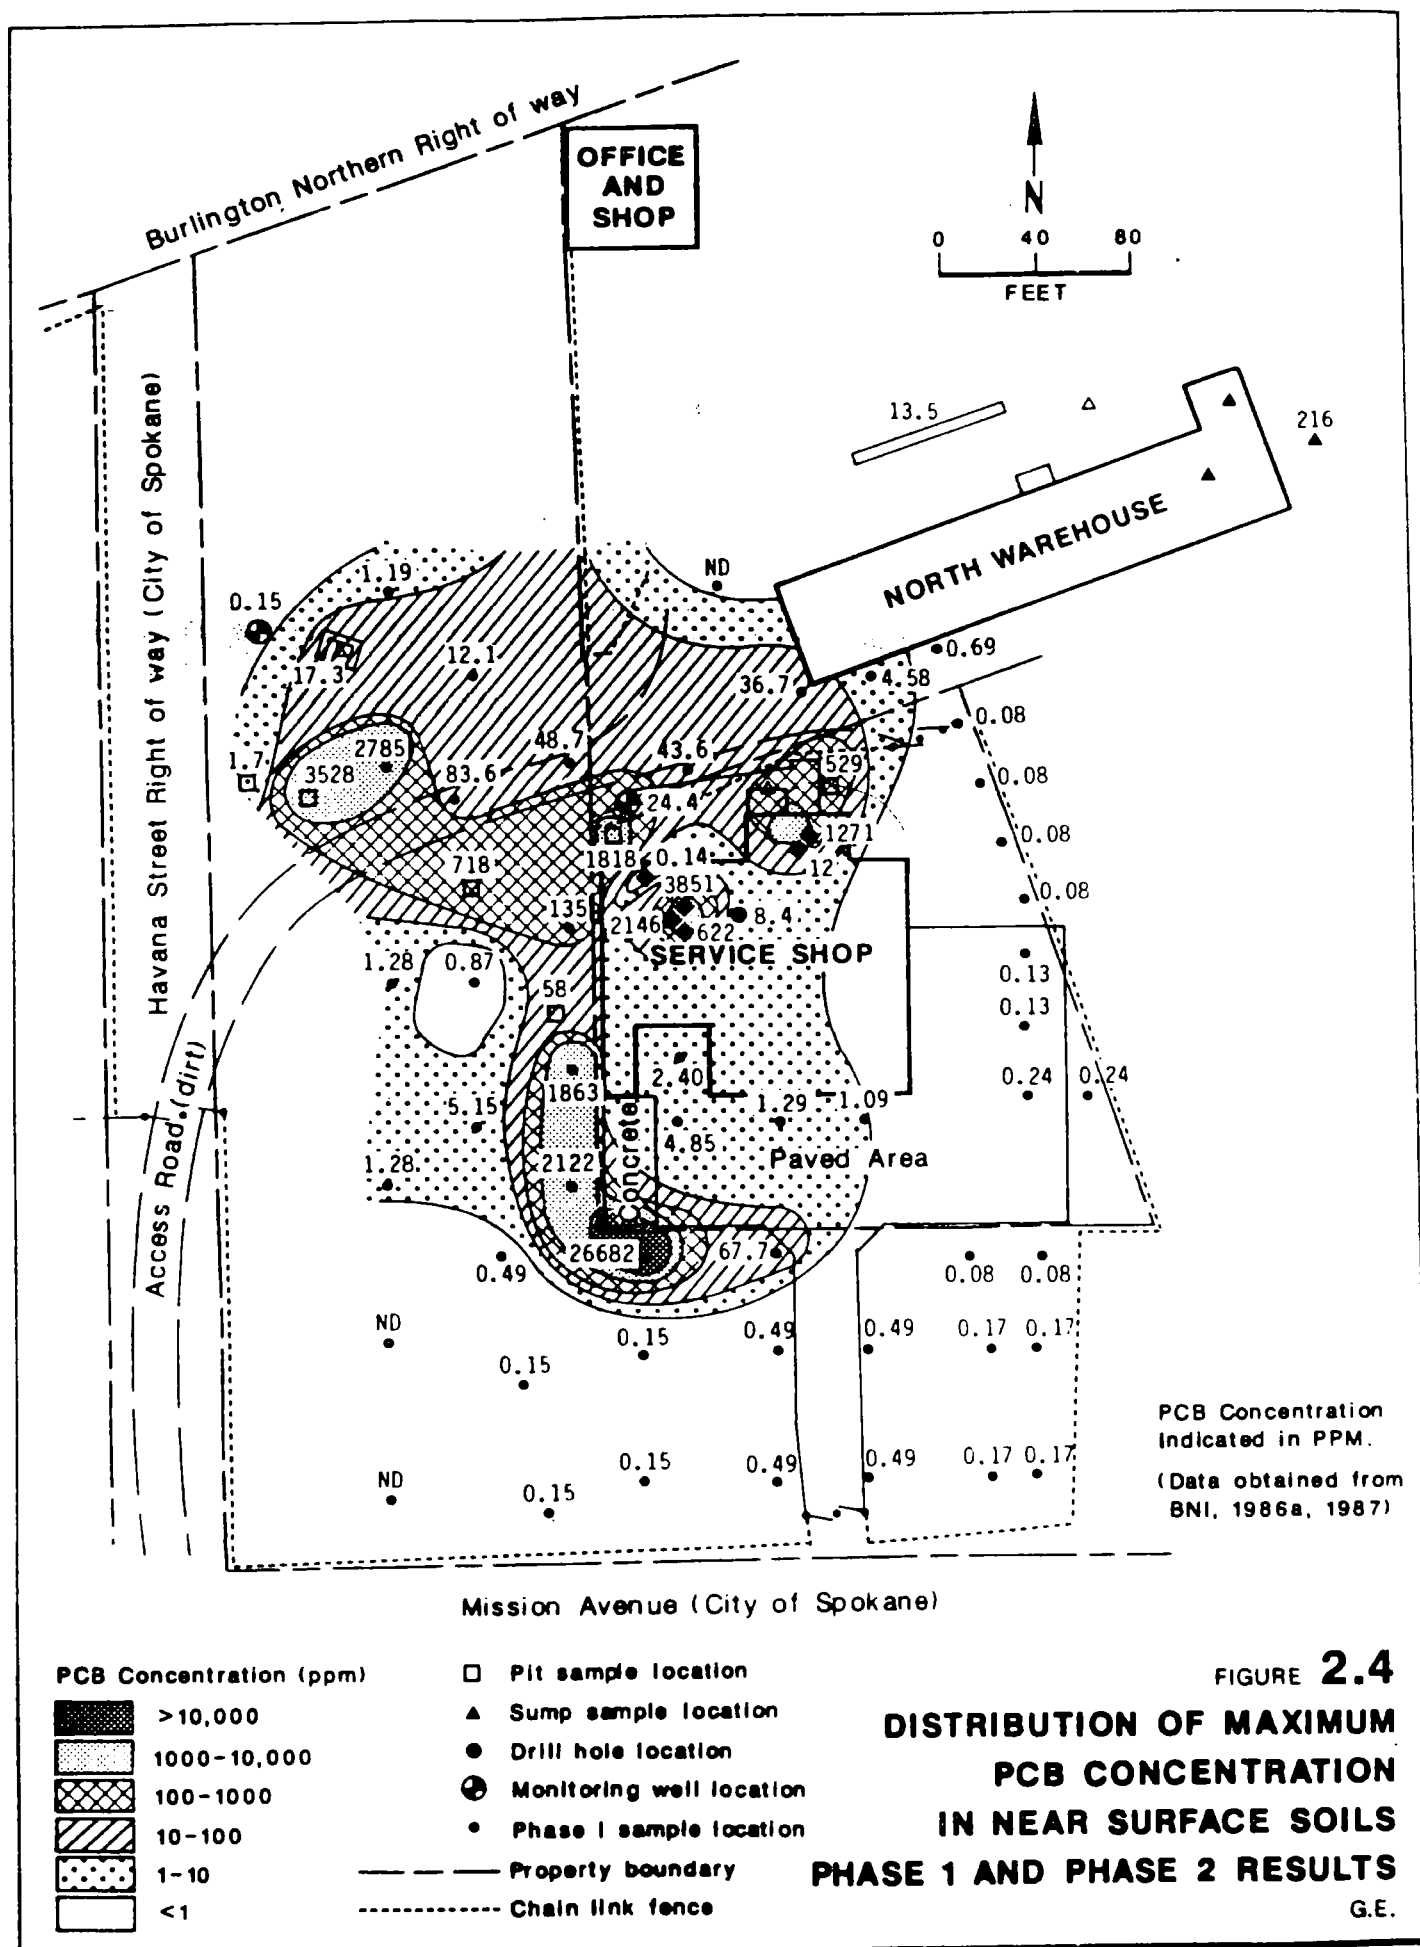 Burlington Northern Right of way
OFFICE
AND
SHOP
N
0 40 80
FEET
Havana Street Right of way (City of Spokane)
13.5
216
NORTH WAREHOUSE
ND
1.19
0.15
17.3
12.1
36.7
4.58
0.69
0.08
1.7
3528
2785
83.6
48.7
43.6
24.4
529
0.08
718
1818
0.14
1271
12
0.08
3851
135
2146
622
8.4
0.08
SERVICE SHOP
1.28
0.87
58
0.13
0.13
2.40
1863
1.29
1.09
0.24
0.24
5.15
4.85
Concrete
Paved Area
1.28
2122
Access Road (dirt)
26682
67.7
0.49
0.08
0.08
ND
0.15
0.15
0.49
0.49
0.17
0.17
ND
0.15
0.15
0.49
0.49
0.17
0.17
PCB Concentration
Indicated in PPM.
(Data obtained from
BNI, 1986a, 1987)
Mission Avenue (City of Spokane)
PCB Concentration (ppm)
>10,000
1000-10,000
100-1000
10-100
1-10
<1
Pit sample location
Sump sample location
Drill hole location
Monitoring well location
Phase I sample location
Property boundary
Chain link fence
FIGURE 2.4
DISTRIBUTION OF MAXIMUM
PCB CONCENTRATION
IN NEAR SURFACE SOILS
PHASE 1 AND PHASE 2 RESULTS
G.E.